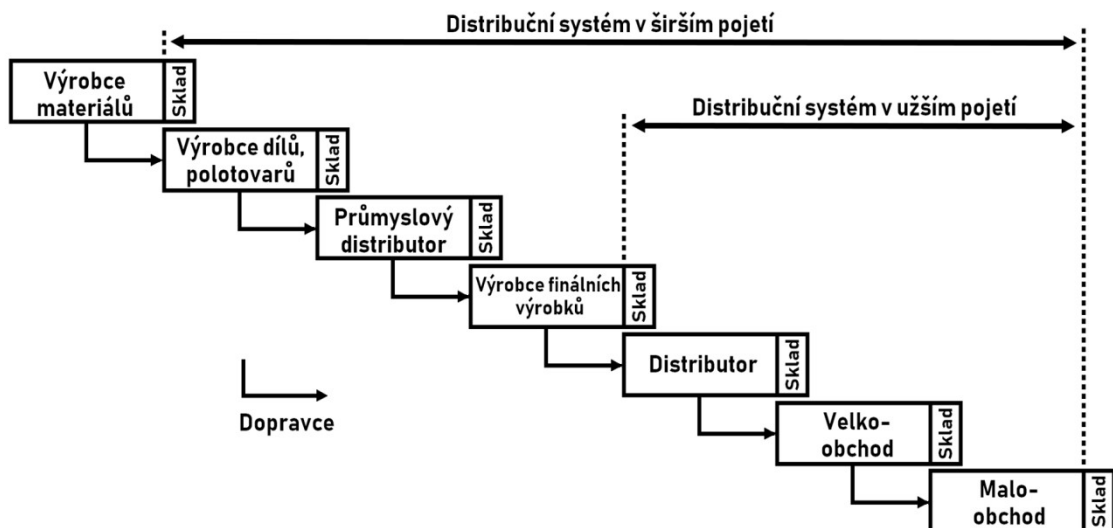 Distribuční systém v širším pojetí
Výrobce
materiálů
Sklad
Distribuční systém v užším pojetí
Výrobce dílů,
polotovarů
Sklad
Průmyslový
distributor
Sklad
Výrobce finálních
výrobků
Sklad
Distributor
Sklad
Dopravce
Velko-
obchod
Sklad
Malo-
obchod
Sklad